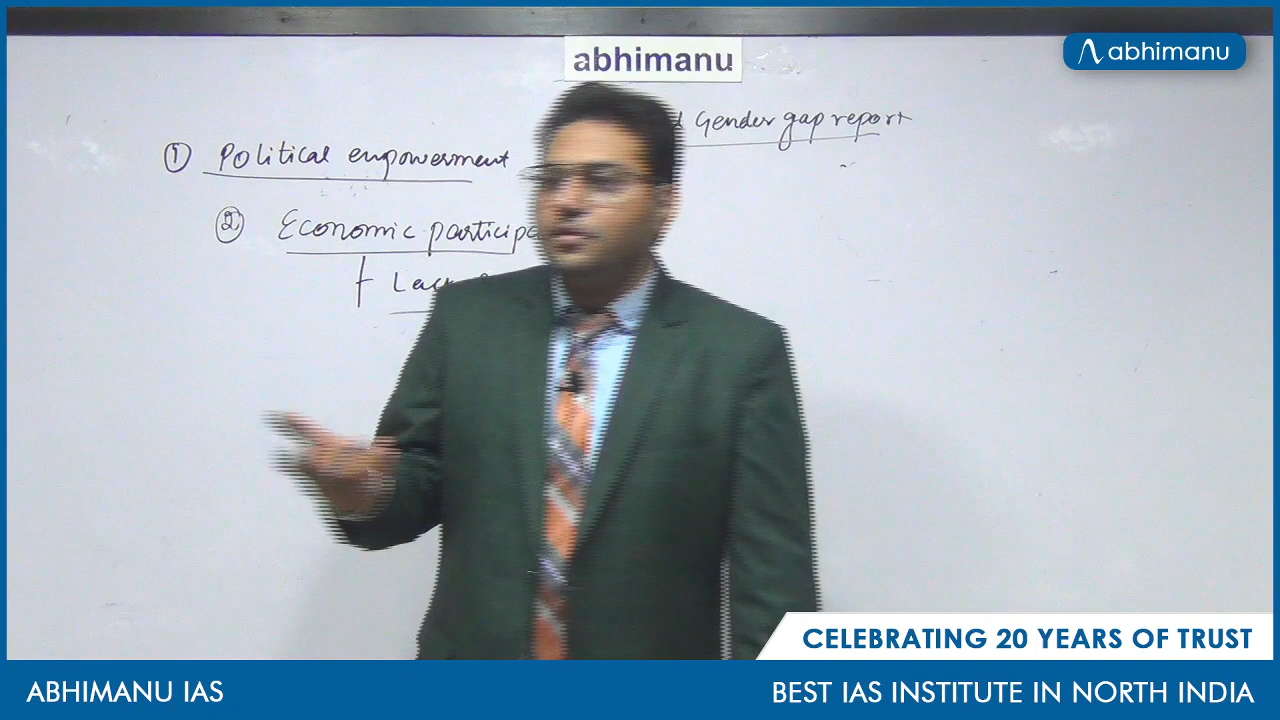 abhimanu
abhimanu
Gender gap report
① Political empowerment
② Economic particip
CELEBRATING 20 YEARS OF TRUST
ABHIMANU IAS
BEST IAS INSTITUTE IN NORTH INDIA